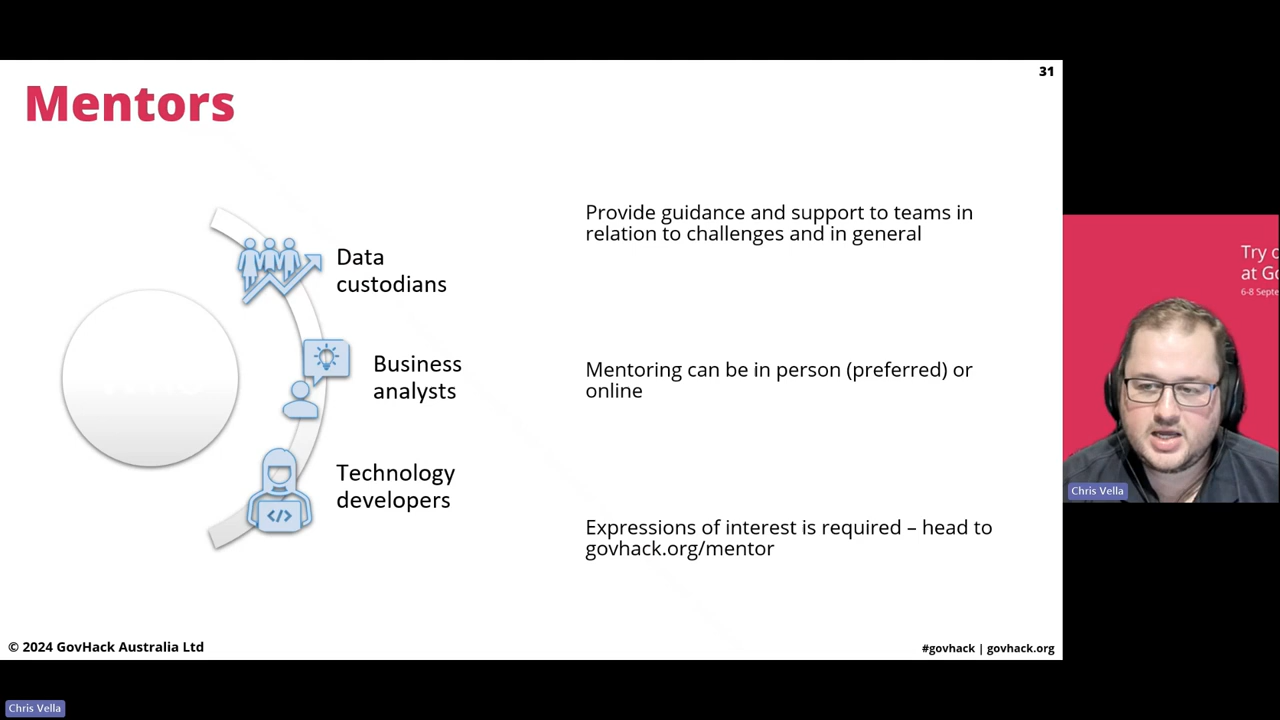 31
Mentors
Data
custodians
Business
analysts
Technology
developers
Provide guidance and support to teams in
relation to challenges and in general
Mentoring can be in person (preferred) or
online
Expressions of interest is required – head to
govhack.org/mentor
© 2024 GovHack Australia Ltd
#govhack | govhack.org
Try
at
6-8
Chris Vella
Chris Vella